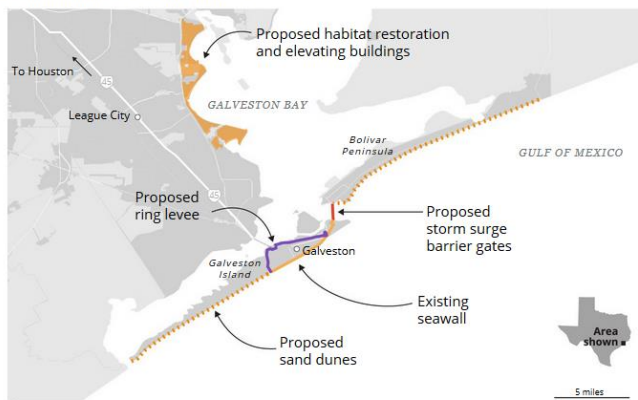 Proposed habitat restoration
and elevating buildings
To Houston
45
League City
GALVESTON BAY
Bolivar
Peninsula
GULF OF MEXICO
45
Proposed
ring levee
Proposed
storm surge
barrier gates
Galveston
Galveston
Island
Existing
seawall
Proposed
sand dunes
Area
shown
5 miles